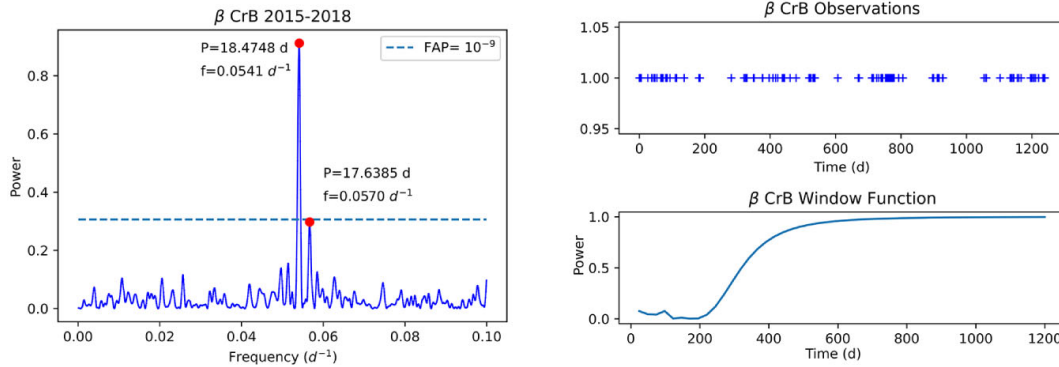 β CrB 2015-2018
P=18.4748 d
f=0.0541 d⁻¹
FAP= 10⁻⁹
P=17.6385 d
f=0.0570 d⁻¹
Power
0.8
0.6
0.4
0.2
0.0
0.00 0.02 0.04 0.06 0.08 0.10
Frequency (d⁻¹)
β CrB Observations
1.05
1.00
0.95
0 200 400 600 800 1000 1200
Time (d)
β CrB Window Function
Power
1.0
0.5
0.0
0 200 400 600 800 1000 1200
Time (d)